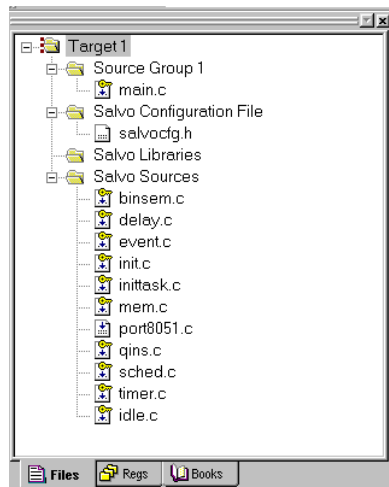 Target 1
Source Group 1
main.c
Salvo Configuration File
salvocfg.h
Salvo Libraries
Salvo Sources
binsem.c
delay.c
event.c
init.c
inittask.c
mem.c
port8051.c
qins.c
sched.c
timer.c
idle.c
Files Regs Books